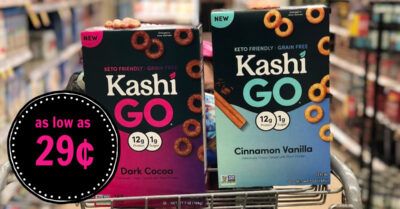 as low as
29¢
NEW
KETO FRIENDLY · GRAIN FREE
Kashi
GO
12g
1g
Dark Cocoa
NEW
KETO FRIENDLY · GRAIN FREE
Kashi
GO
12g
1g
Cinnamon Vanilla